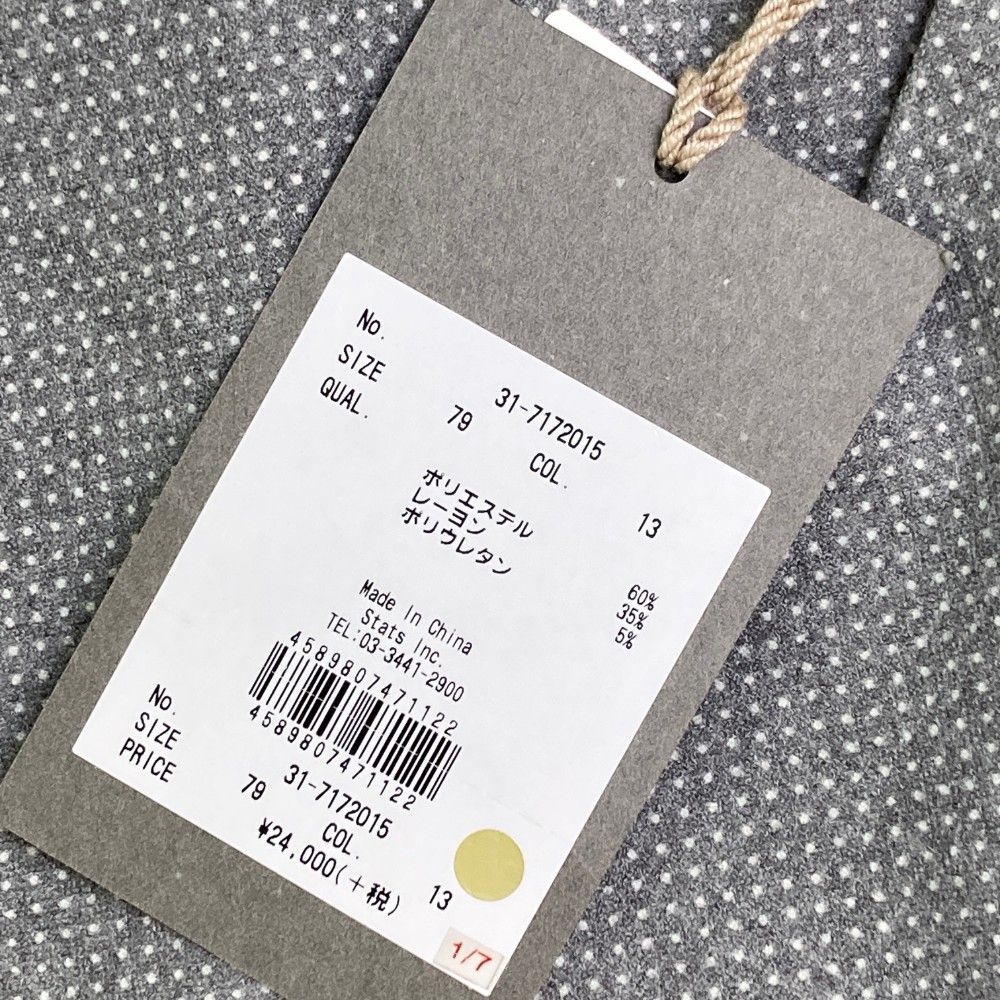 No. 31-7172015
SIZE 79 COL. 13
QUAL.
ポリエステル 60%
レーヨン 35%
ポリウレタン 5%
Made In China
Stats Inc.
TEL:03-3441-2900
4589807471122
4589807471122
No. 31-7172015
SIZE 79 COL. 13
PRICE ¥24,000(+税)
1/7